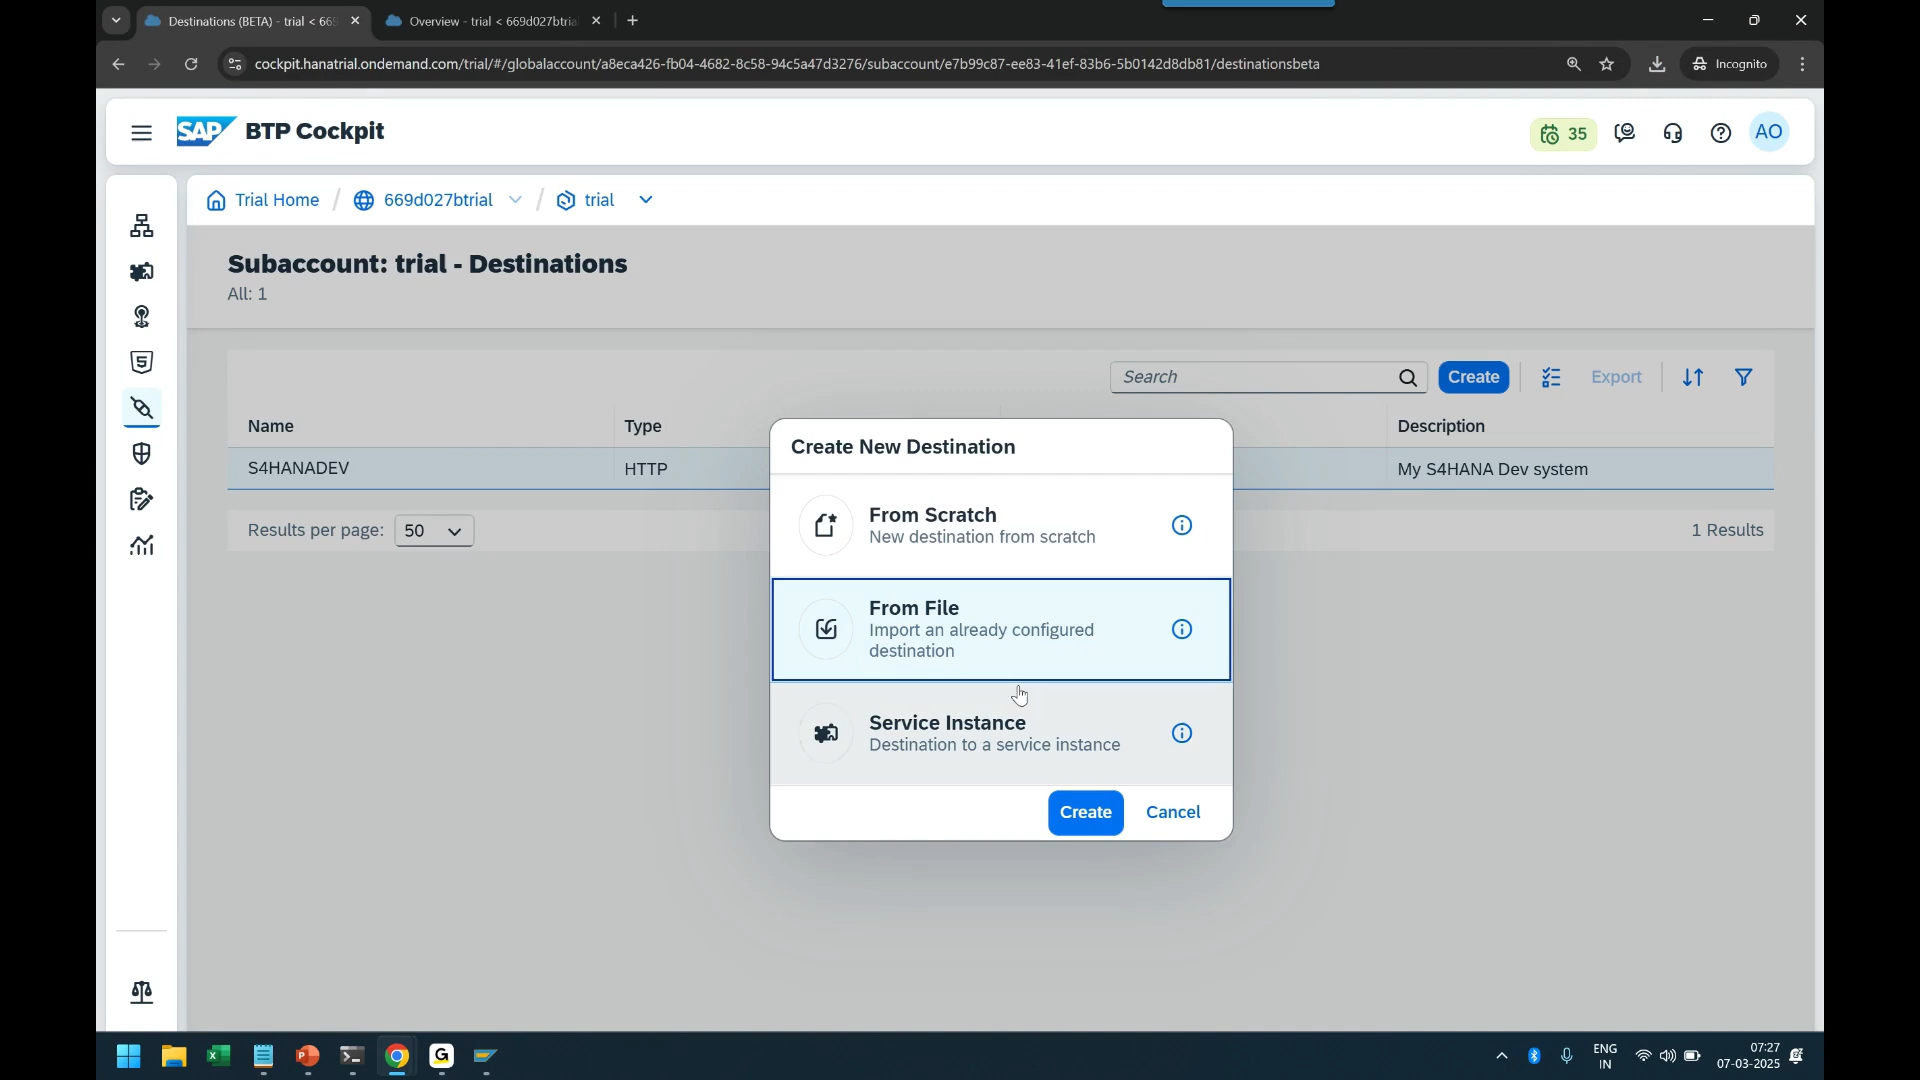 Destinations (BETA) - trial < 669
Overview - trial < 669d027btrial
cockpit.hanatrial.ondemand.com/trial/#/globalaccount/a8eca426-fb04-4682-8c58-94c5a47d3276/subaccount/e7b99c87-ee83-41ef-83b6-5b0142d8db81/destinationsbeta
Incognito
SAP BTP Cockpit
35
AO
Trial Home / 669d027btrial / trial
Subaccount: trial - Destinations
All: 1
Search
Create
Export
Name
Type
Description
S4HANADEV
HTTP
My S4HANA Dev system
Results per page: 50
1 Results
Create New Destination
From Scratch
New destination from scratch
From File
Import an already configured
destination
Service Instance
Destination to a service instance
Create
Cancel
ENG
IN
07:27
07-03-2025